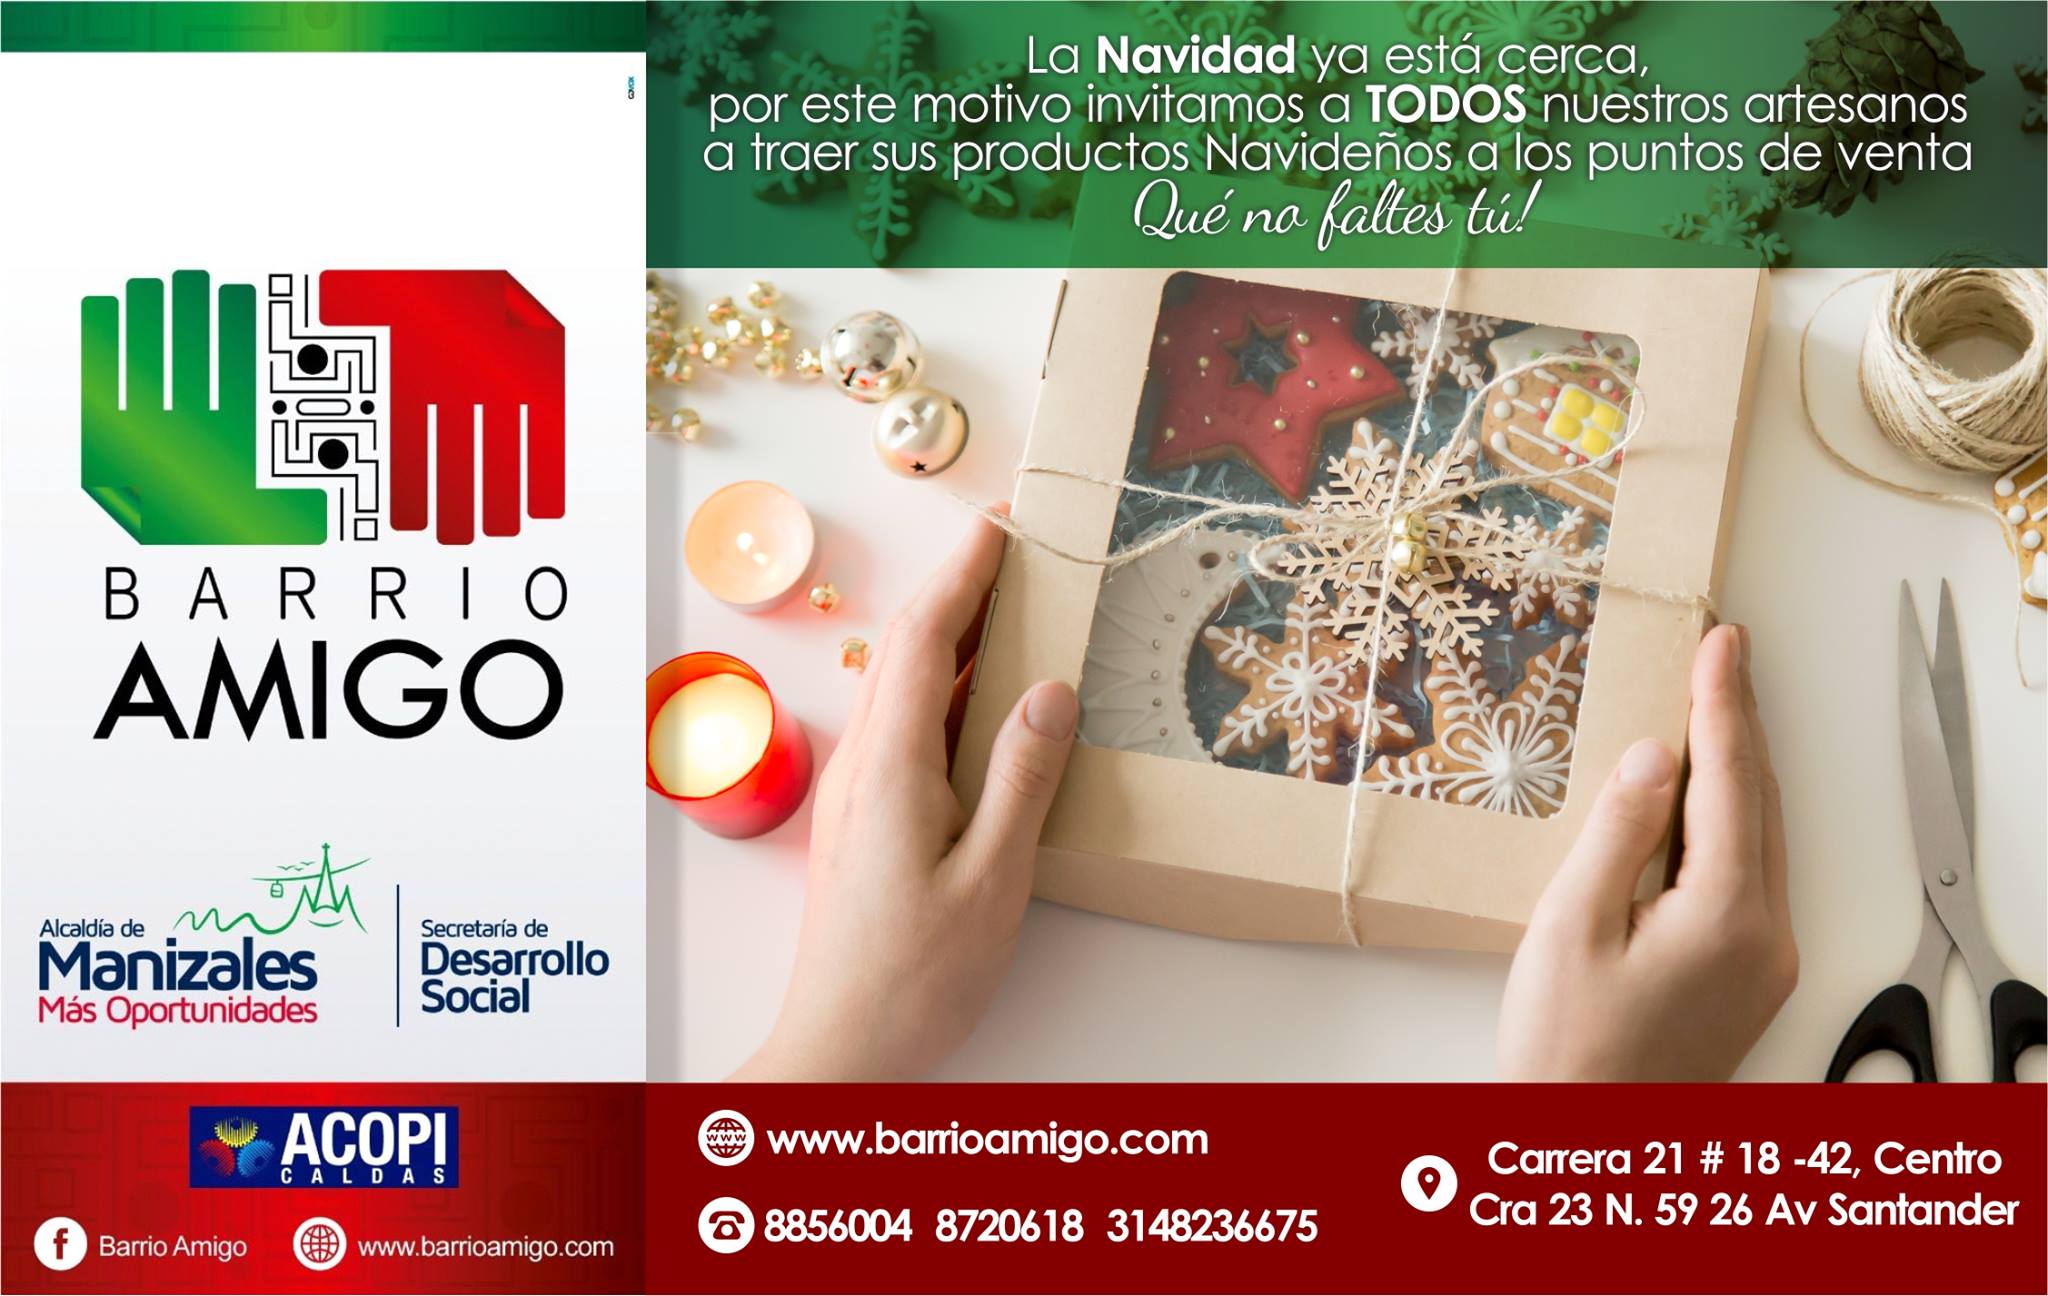 BARRIO
AMIGO
Alcaldía de
Manizales
Más Oportunidades
Secretaría de
Desarrollo
Social
ACOPI
CALDAS
Barrio Amigo
www.barrioamigo.com
La Navidad ya está cerca,
por este motivo invitamos a TODOS nuestros artesanos
a traer sus productos Navideños a los puntos de venta
Qué no faltes tú!
www
www.barrioamigo.com
8856004 8720618 3148236675
Carrera 21 # 18 -42, Centro
Cra 23 N. 59 26 Av Santander